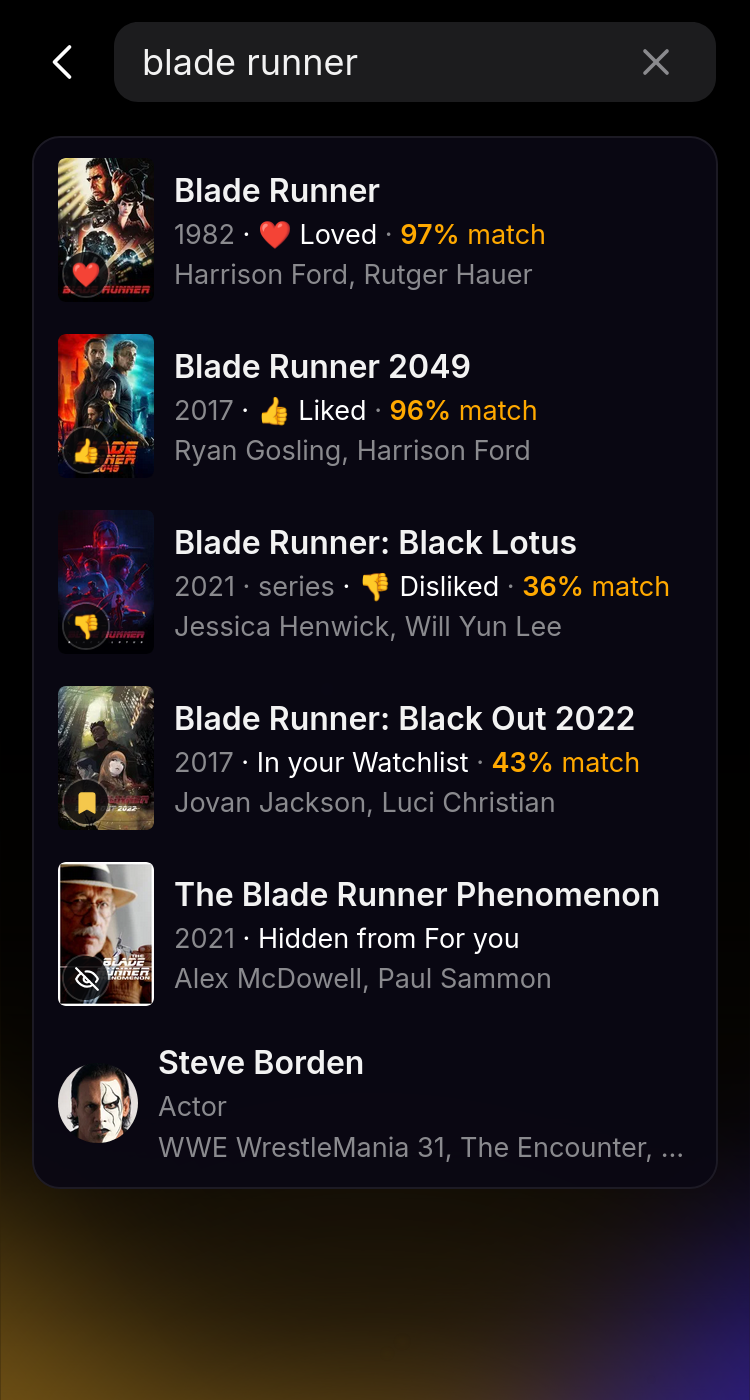 blade runner
Blade Runner
1982 · ❤️ Loved · 97% match
Harrison Ford, Rutger Hauer
Blade Runner 2049
2017 · 👍 Liked · 96% match
Ryan Gosling, Harrison Ford
Blade Runner: Black Lotus
2021 · series · 👎 Disliked · 36% match
Jessica Henwick, Will Yun Lee
Blade Runner: Black Out 2022
2017 · In your Watchlist · 43% match
Jovan Jackson, Luci Christian
The Blade Runner Phenomenon
2021 · Hidden from For you
Alex McDowell, Paul Sammon
Steve Borden
Actor
WWE WrestleMania 31, The Encounter, ...